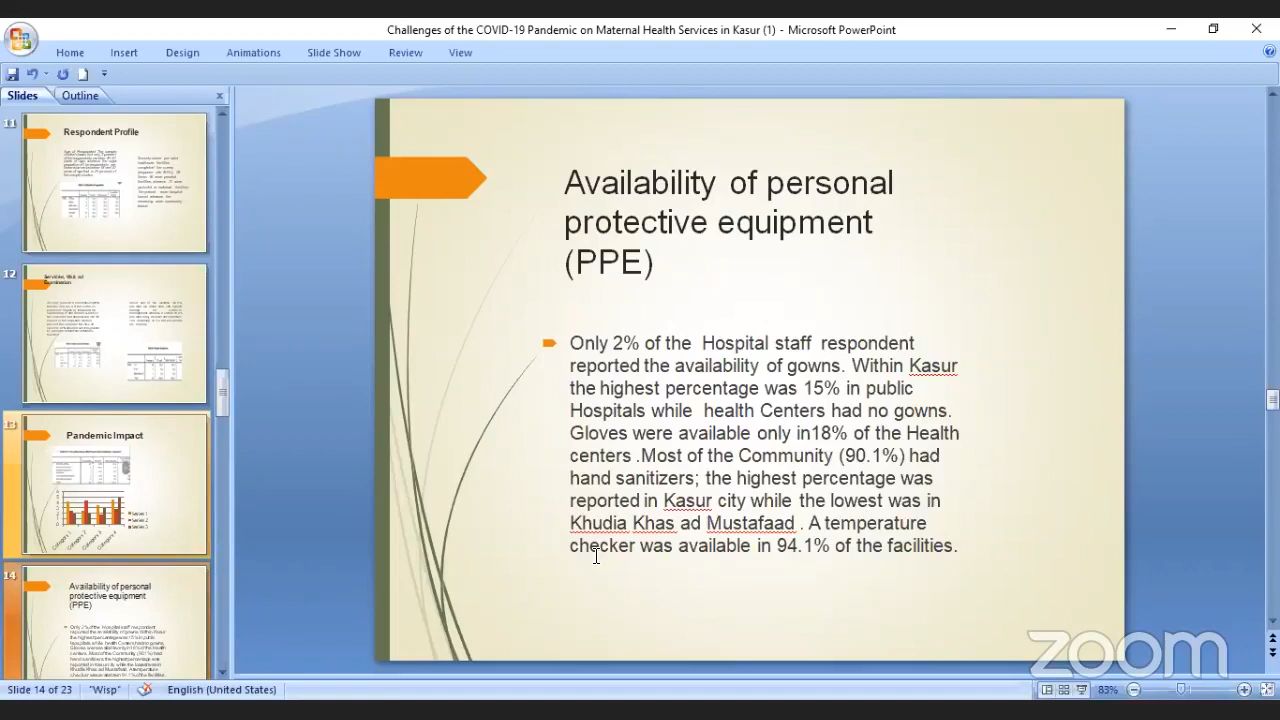 Challenges of the COVID-19 Pandemic on Maternal Health Services in Kasur (1) - Microsoft PowerPoint
Home Insert Design Animations Slide Show Review View
Slides Outline
11
Respondent Profile
12
13
Pandemic Impact
14
Availability of personal
protective equipment
(PPE)
Availability of personal
protective equipment
(PPE)
Only 2% of the Hospital staff respondent
reported the availability of gowns. Within Kasur
the highest percentage was 15% in public
Hospitals while health Centers had no gowns.
Gloves were available only in18% of the Health
centers .Most of the Community (90.1%) had
hand sanitizers; the highest percentage was
reported in Kasur city while the lowest was in
Khudia Khas ad Mustafaad . A temperature
checker was available in 94.1% of the facilities.
zoom
Slide 14 of 23 "Wisp" English (United States) 83%